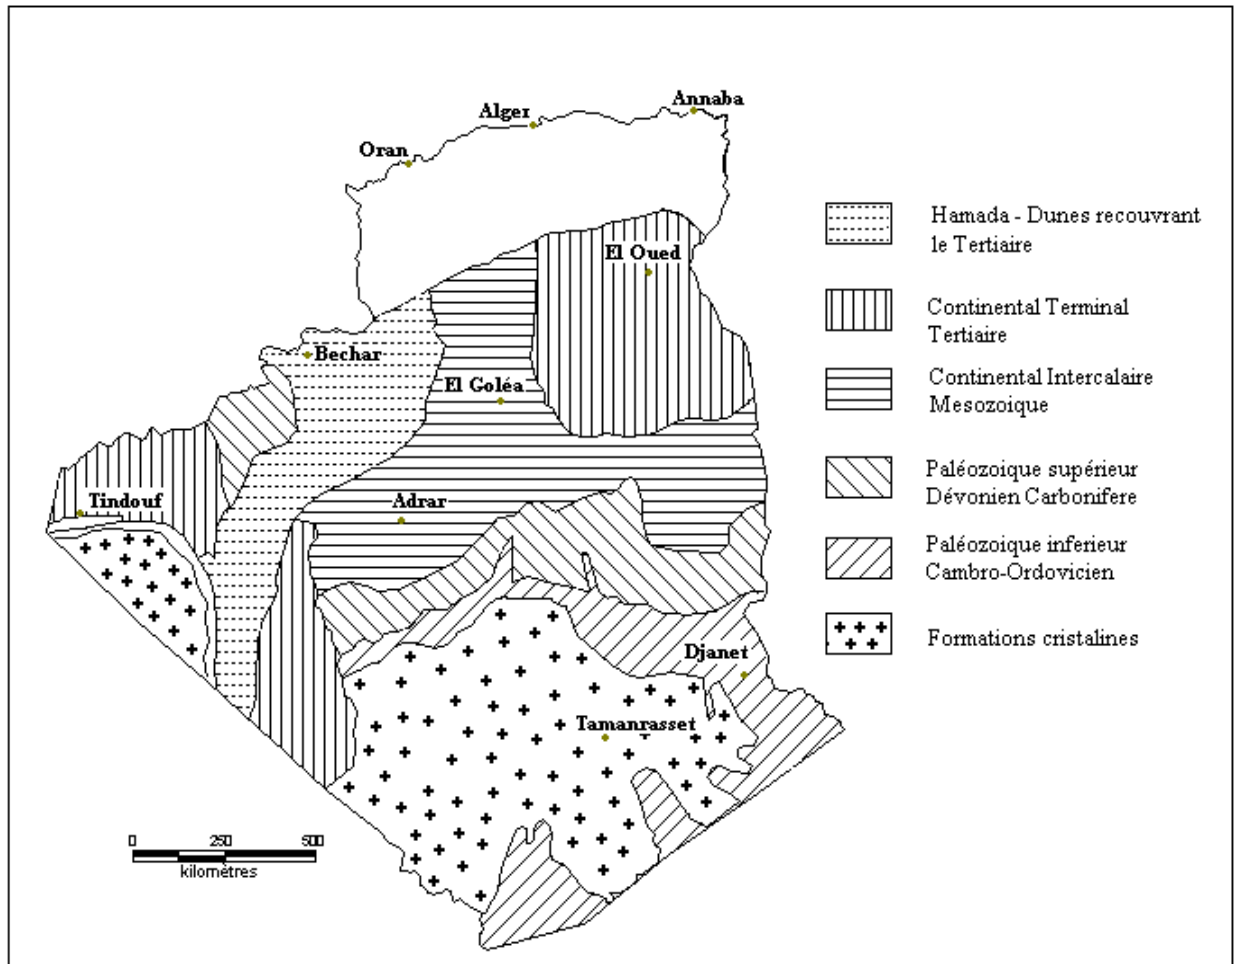 Annaba
Alger
Oran
Hamada - Dunes recouvrant
le Tertiaire
El Oued
Continental Terminal
Tertiaire
Bechar
El Goléa
Continental Intercalaire
Mesozoique
Tindouf
Adrar
Paléozoique supérieur
Dévonien Carbonifere
Paléozoique inferieur
Cambro-Ordovicien
Formations cristalines
Djanet
Tamanrasset
0 250 500
kilomètres